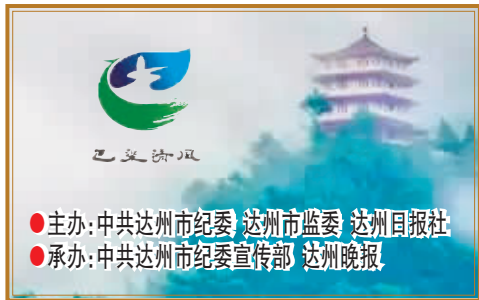 巴渠清风
●主办:中共达州市纪委 达州市监委 达州日报社
●承办:中共达州市纪委宣传部 达州晚报